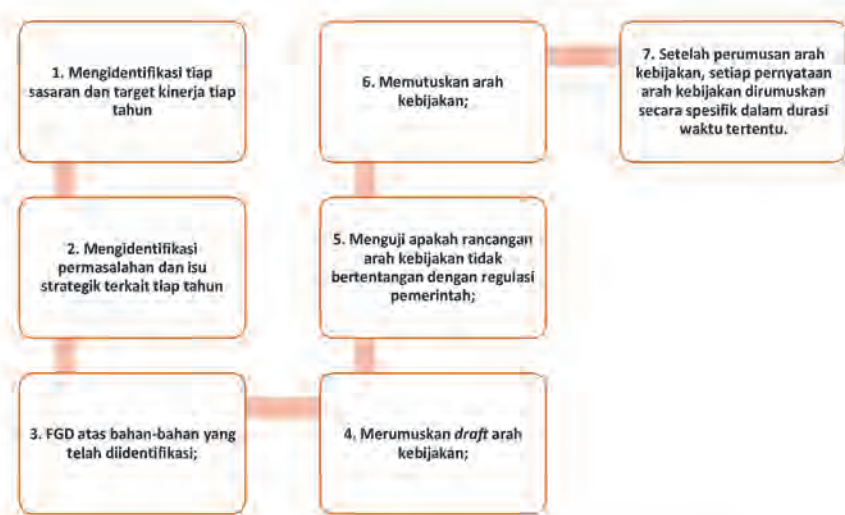 1. Mengidentifikasi tiap
sasaran dan target kinerja tiap
tahun
2. Mengidentifikasi
permasalahan dan isu
strategik terkait tiap tahun
3. FGD atas bahan-bahan yang
telah diidentifikasi;
4. Merumuskan draft arah
kebijakan;
5. Menguji apakah rancangan
arah kebijakan tidak
bertentangan dengan regulasi
pemerintah;
6. Memutuskan arah
kebijakan;
7. Setelah perumusan arah
kebijakan, setiap pernyataan
arah kebijakan dirumuskan
secara spesifik dalam durasi
waktu tertentu.